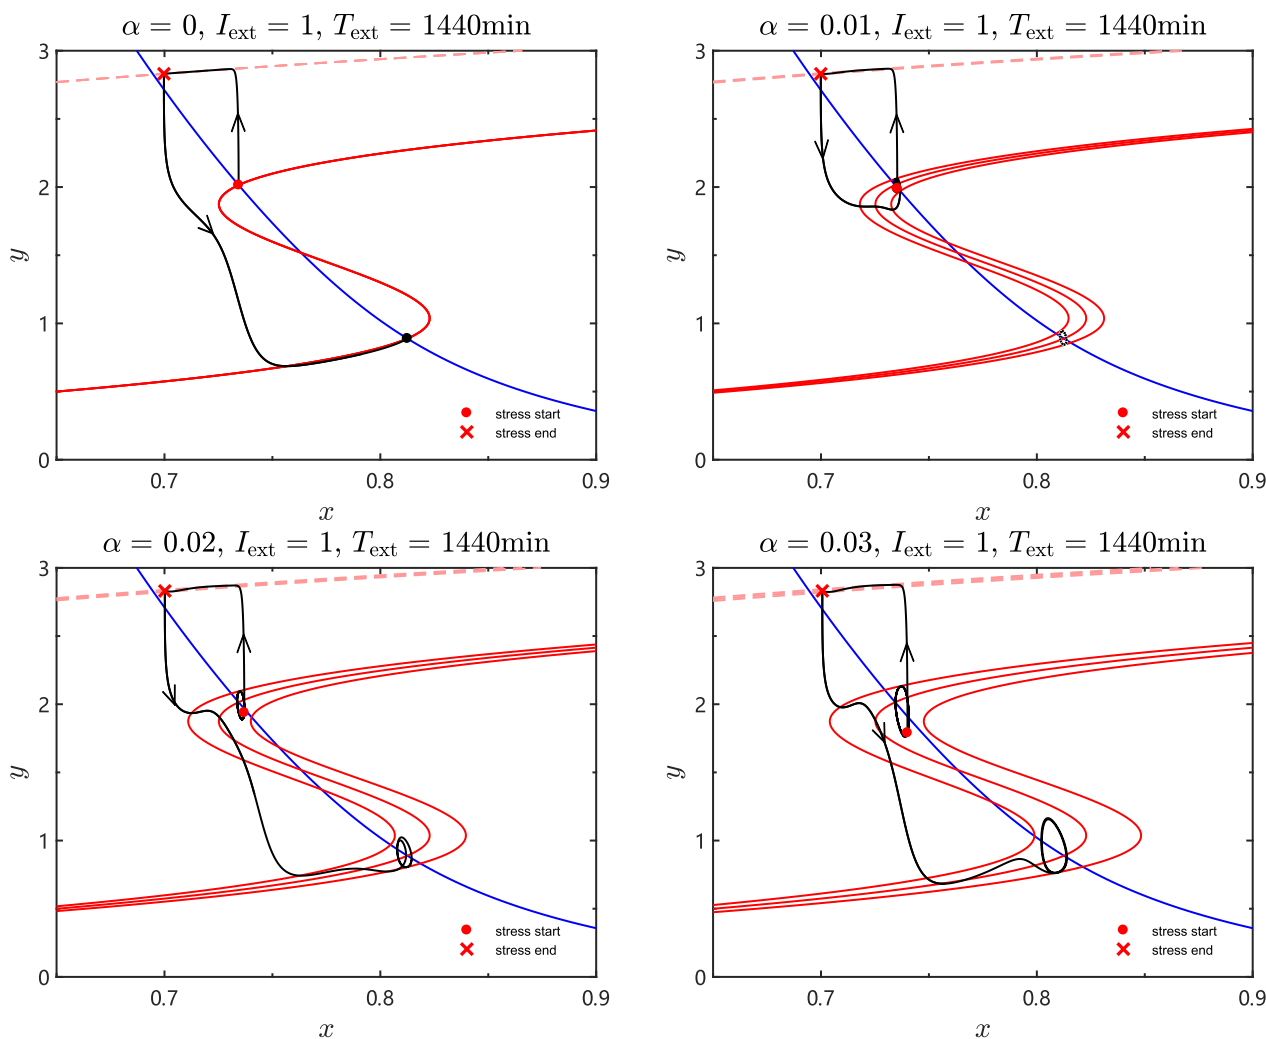 α = 0, I_ext = 1, T_ext = 1440min
3
2
1
0
y
0.7
0.8
0.9
x
stress start
stress end
α = 0.01, I_ext = 1, T_ext = 1440min
3
2
1
0
y
0.7
0.8
0.9
x
stress start
stress end
α = 0.02, I_ext = 1, T_ext = 1440min
3
2
1
0
y
0.7
0.8
0.9
x
stress start
stress end
α = 0.03, I_ext = 1, T_ext = 1440min
3
2
1
0
y
0.7
0.8
0.9
x
stress start
stress end